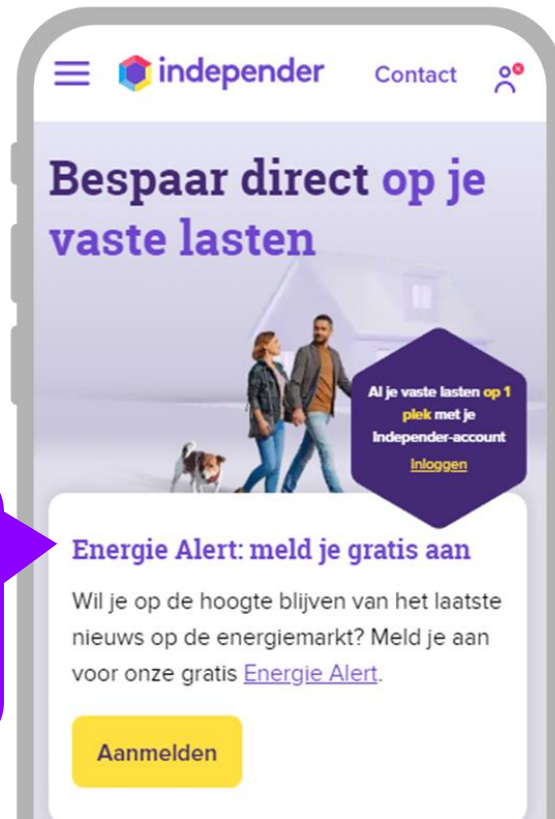 independer
Contact
Bespaar direct op je
vaste lasten
Al je vaste lasten op 1
plek met je
Independer-account
Inloggen
Energie Alert: meld je gratis aan
Wil je op de hoogte blijven van het laatste
nieuws op de energiemarkt? Meld je aan
voor onze gratis Energie Alert.
Aanmelden